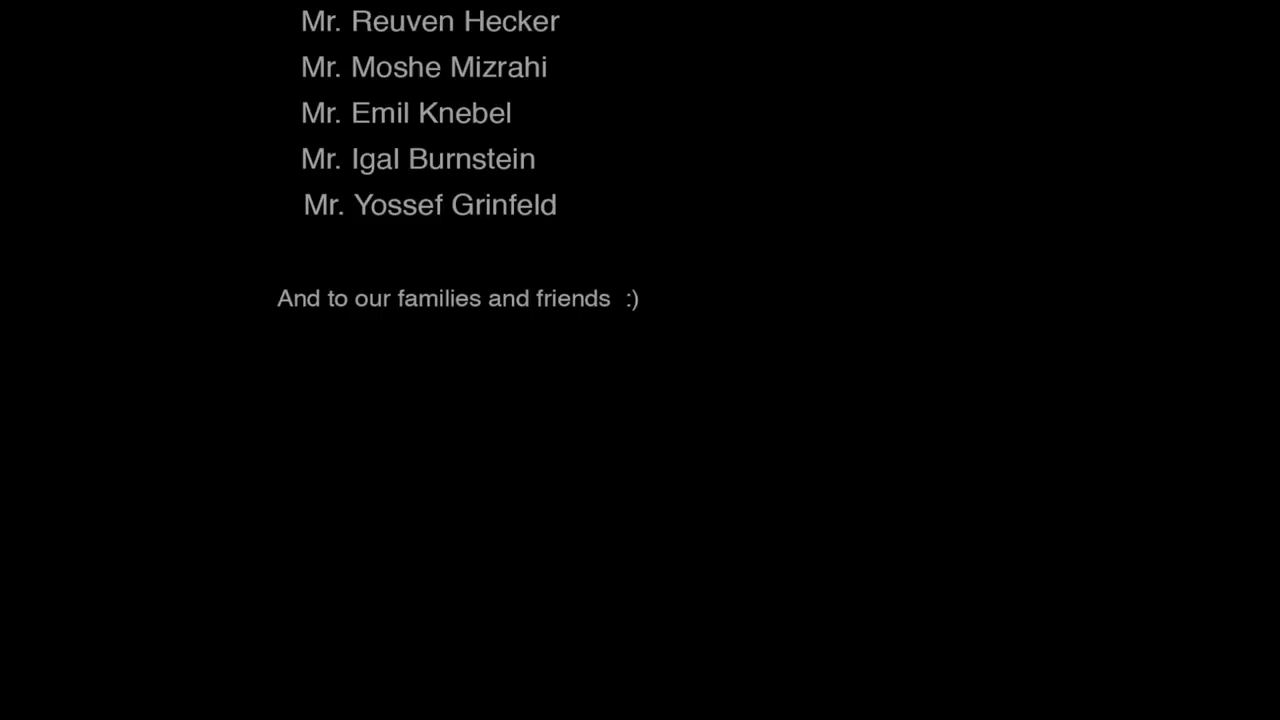 Mr. Reuven Hecker
Mr. Moshe Mizrahi
Mr. Emil Knebel
Mr. Igal Burnstein
Mr. Yossef Grinfeld
And to our families and friends  :)